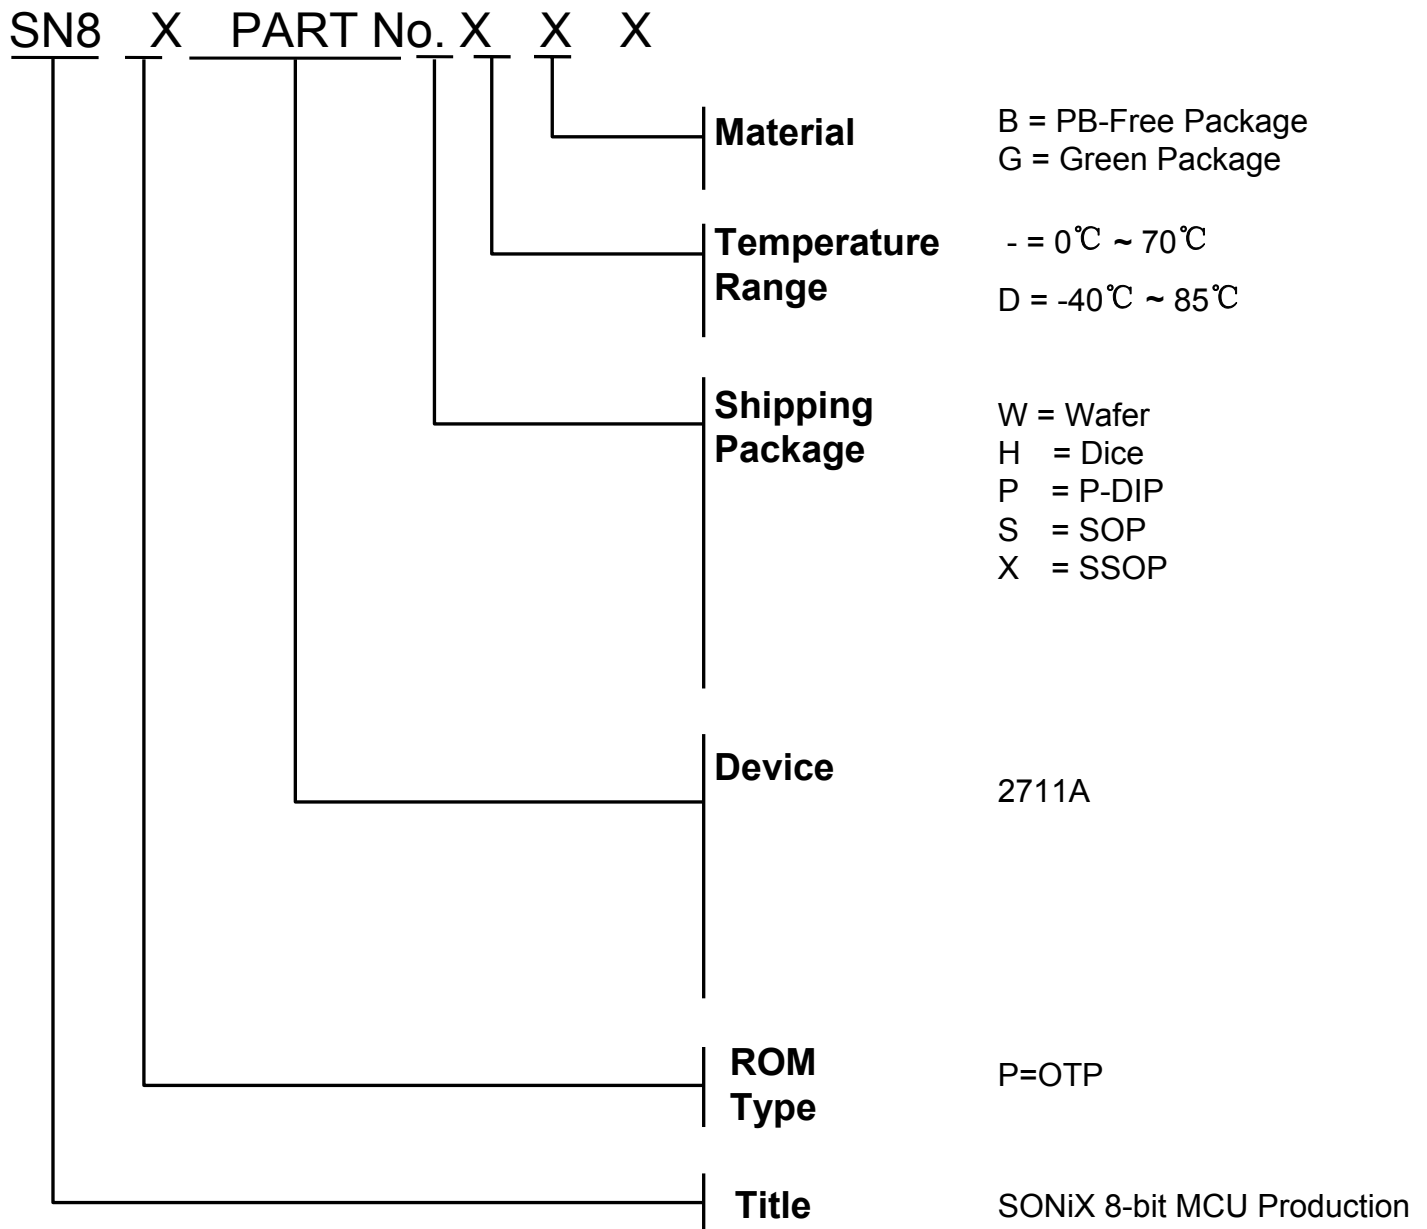 SN8 X PART No. X X X
Material
B = PB-Free Package
G = Green Package
Temperature
Range
- = 0℃ ~ 70℃
D = -40℃ ~ 85℃
Shipping
Package
W = Wafer
H = Dice
P = P-DIP
S = SOP
X = SSOP
Device
2711A
ROM
Type
P=OTP
Title
SONiX 8-bit MCU Production